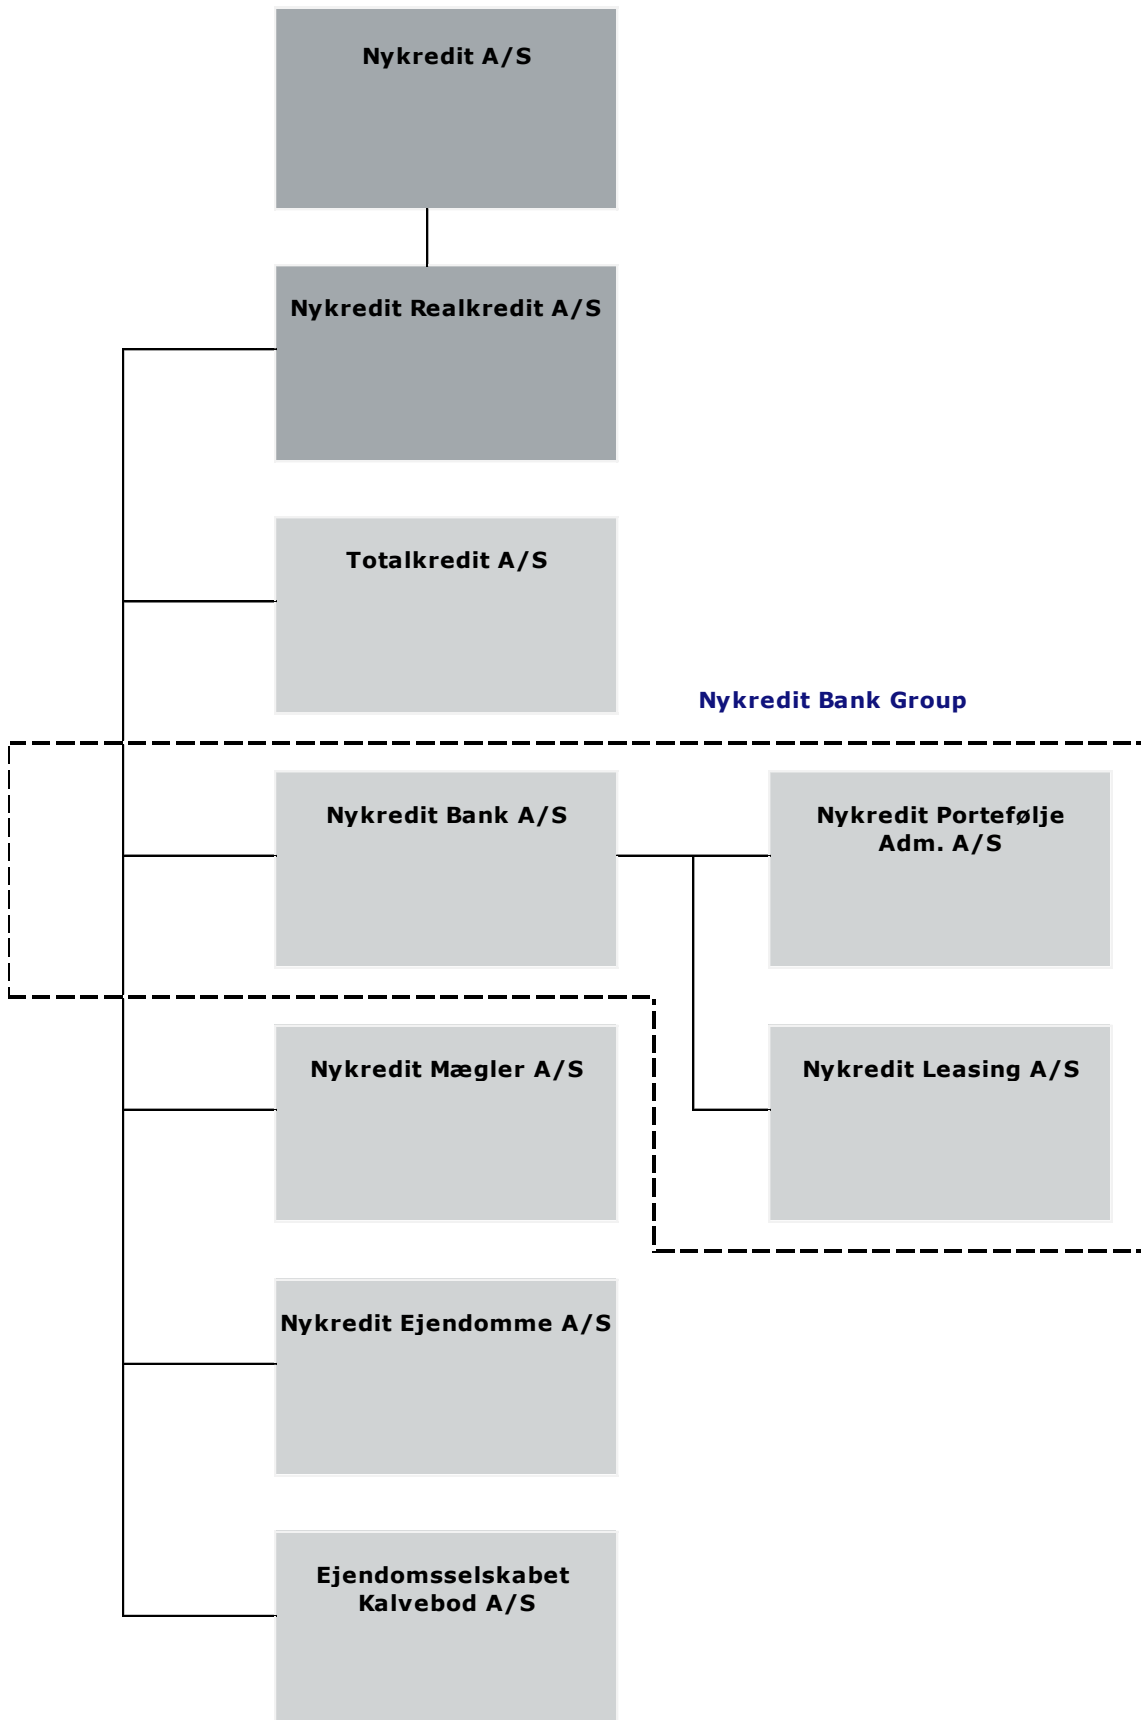 Nykredit A/S
Nykredit Realkredit A/S
Totalkredit A/S
Nykredit Bank Group
Nykredit Bank A/S
Nykredit Portefølje
Adm. A/S
Nykredit Mægler A/S
Nykredit Leasing A/S
Nykredit Ejendomme A/S
Ejendomsselskabet
Kalvebod A/S